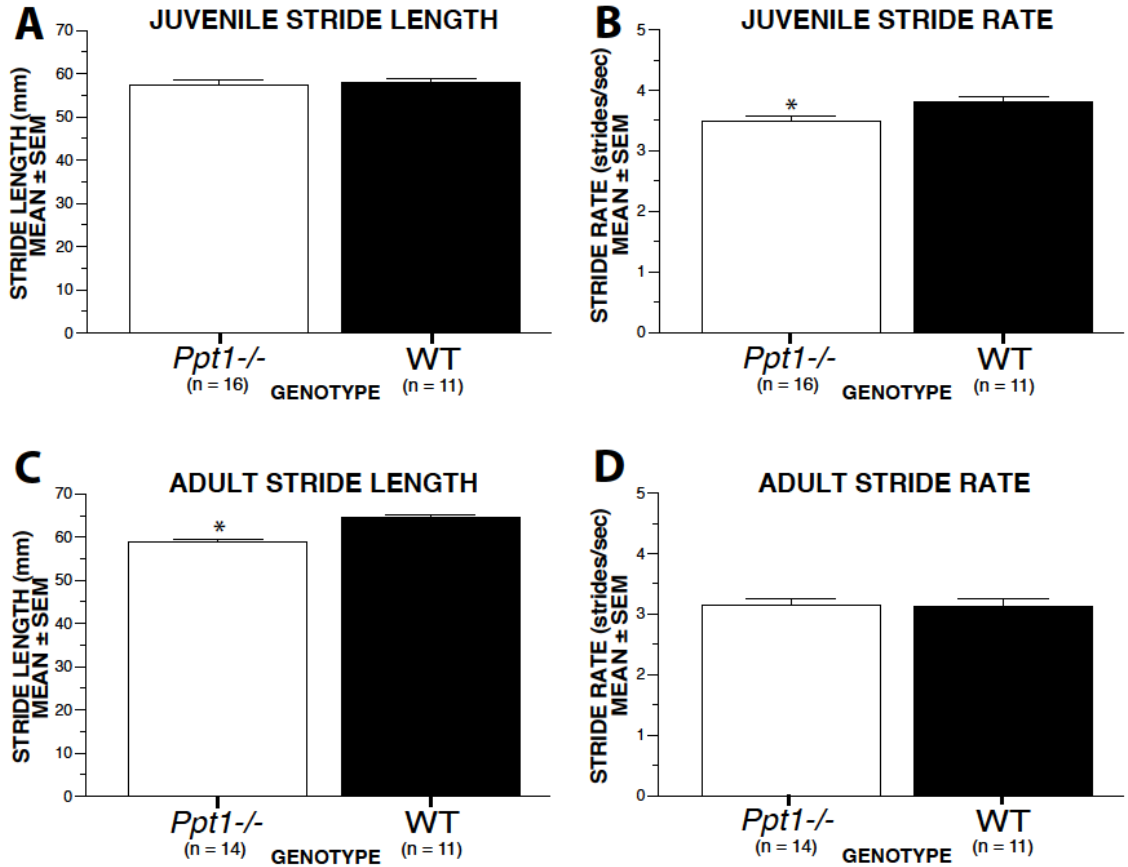 A
JUVENILE STRIDE LENGTH
STRIDE LENGTH (mm)
MEAN ± SEM
70
60
50
40
30
20
10
0
Ppt1-/-
(n = 16)
WT
(n = 11)
GENOTYPE
B
JUVENILE STRIDE RATE
STRIDE RATE (strides/sec)
MEAN ± SEM
5
4
3
2
1
0
*
Ppt1-/-
(n = 16)
WT
(n = 11)
GENOTYPE
C
ADULT STRIDE LENGTH
STRIDE LENGTH (mm)
MEAN ± SEM
70
60
50
40
30
20
10
0
*
Ppt1-/-
(n = 14)
WT
(n = 11)
GENOTYPE
D
ADULT STRIDE RATE
STRIDE RATE (strides/sec)
MEAN ± SEM
5
4
3
2
1
0
Ppt1-/-
(n = 14)
WT
(n = 11)
GENOTYPE